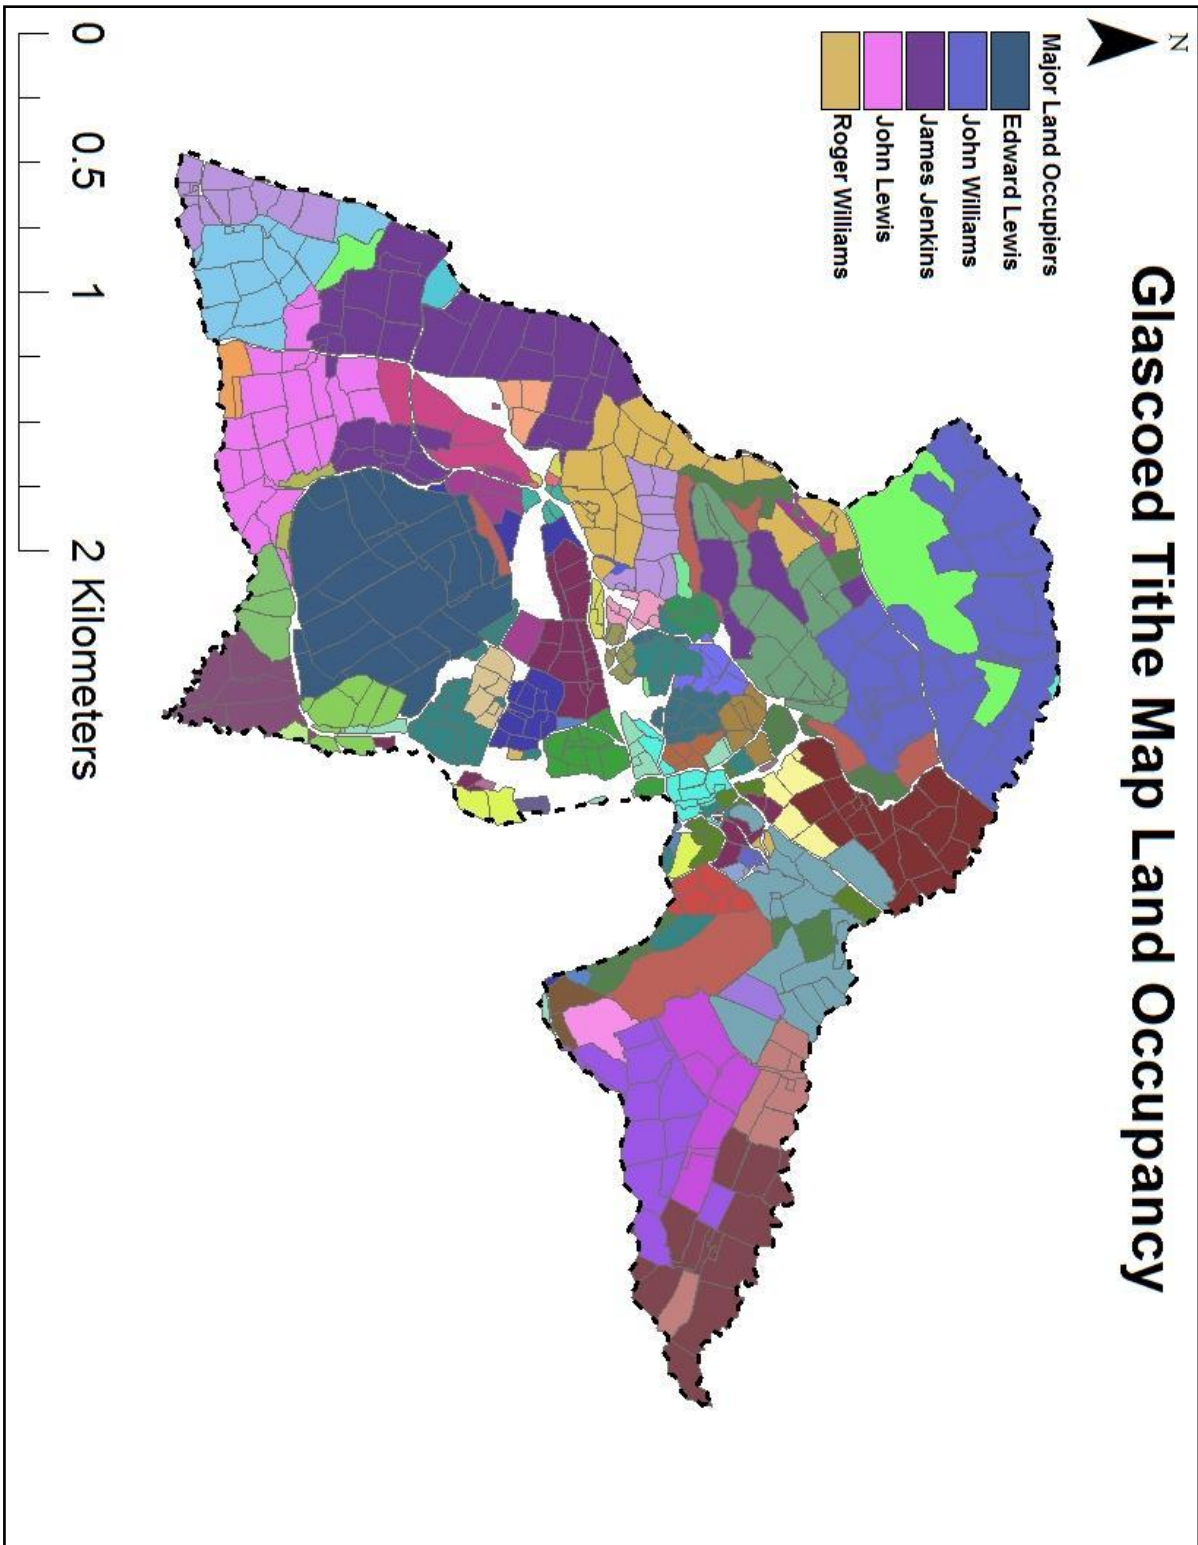 Glascoed Tithe Map Land Occupancy
N
Major Land Occupiers
Edward Lewis
John Williams
James Jenkins
John Lewis
Roger Williams
0 0.5 1 2 Kilometers